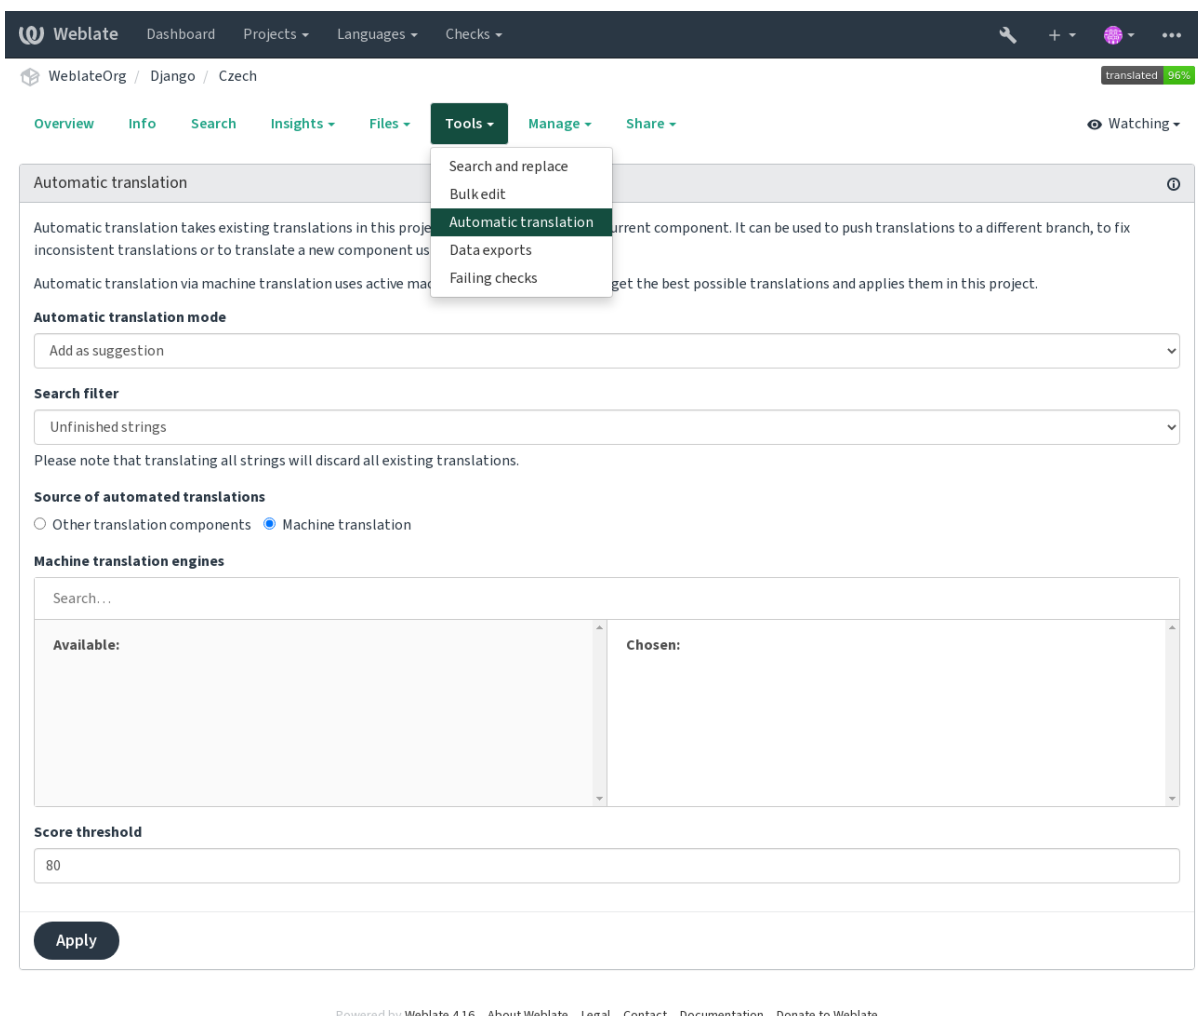 Weblate Dashboard Projects Languages Checks
WeblateOrg / Django / Czech translated 96%
Overview Info Search Insights Files Tools Manage Share Watching
Search and replace
Bulk edit
Automatic translation
Data exports
Failing checks
Automatic translation
Automatic translation takes existing translations in this proje urrent component. It can be used to push translations to a different branch, to fix
inconsistent translations or to translate a new component us
Automatic translation via machine translation uses active mac get the best possible translations and applies them in this project.
Automatic translation mode
Add as suggestion
Search filter
Unfinished strings
Please note that translating all strings will discard all existing translations.
Source of automated translations
Other translation components Machine translation
Machine translation engines
Search…
Available: Chosen:
Score threshold
80
Apply
Powered by Weblate 4.16 About Weblate Legal Contact Documentation Donate to Weblate